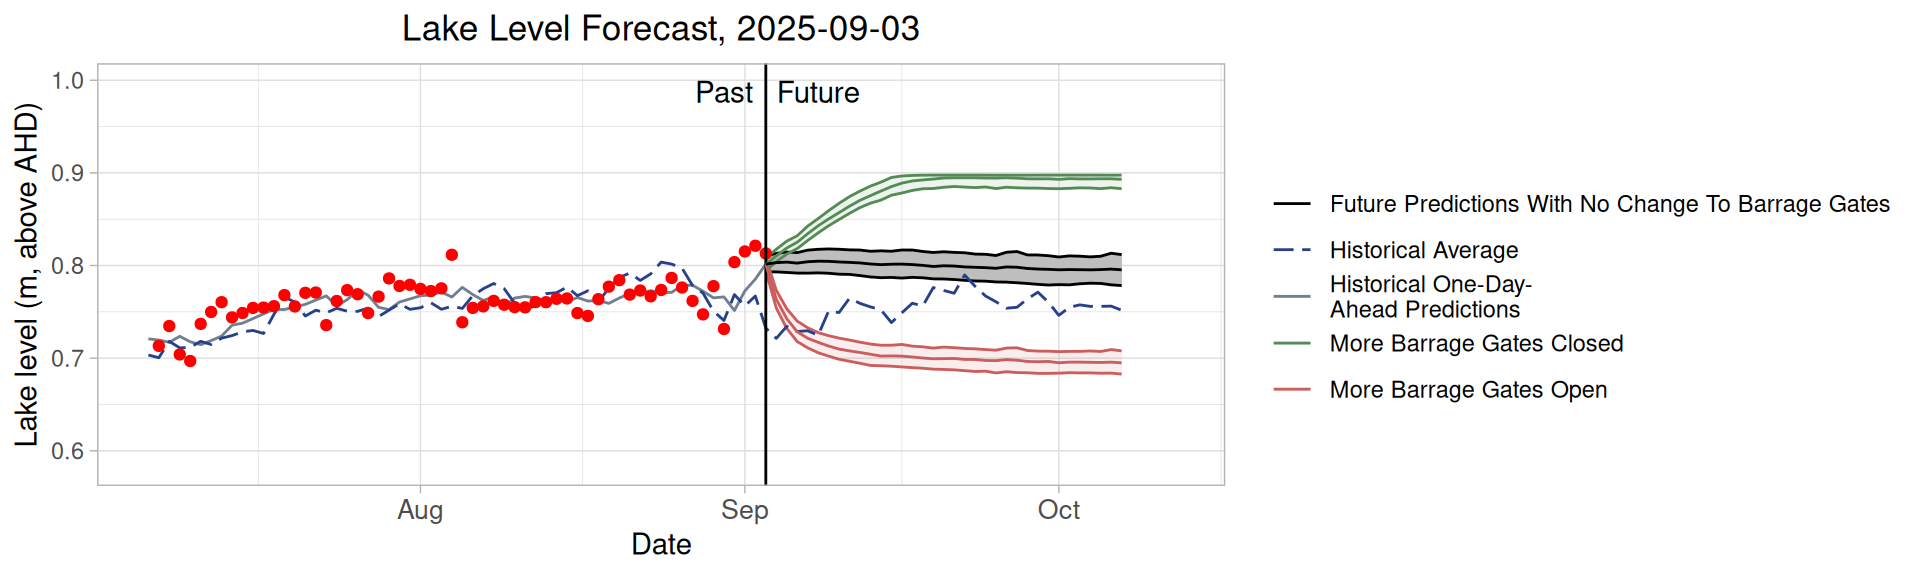 Lake Level Forecast, 2025-09-03
Past
Future
1.0
0.9
0.8
0.7
0.6
Lake level (m, above AHD)
Aug
Sep
Oct
Date
Future Predictions With No Change To Barrage Gates
Historical Average
Historical One-Day-
Ahead Predictions
More Barrage Gates Closed
More Barrage Gates Open